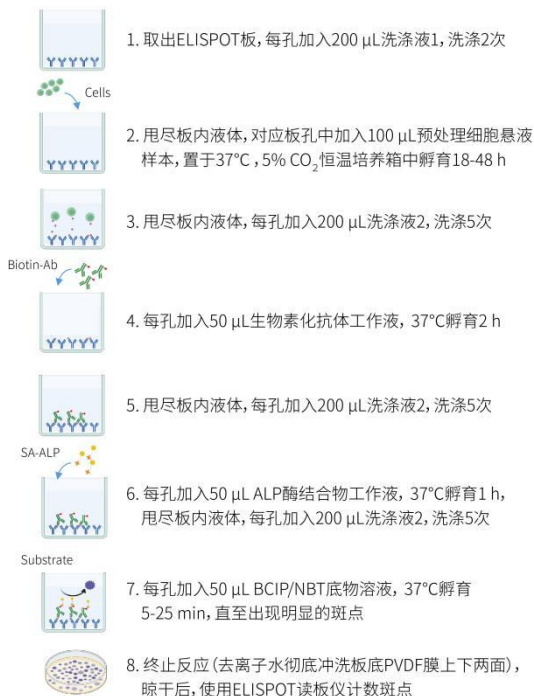 1. 取出ELISPOT板，每孔加入200 μL洗涤液1，洗涤2次
Cells
2. 甩尽板内液体，对应板孔中加入100 μL预处理细胞悬液
样本，置于37°C，5% CO₂恒温培养箱中孵育18-48 h
3. 甩尽板内液体，每孔加入200 μL洗涤液2，洗涤5次
Biotin-Ab
4. 每孔加入50 μL生物素化抗体工作液，37°C孵育2 h
5. 甩尽板内液体，每孔加入200 μL洗涤液2，洗涤5次
SA-ALP
6. 每孔加入50 μL ALP酶结合物工作液，37°C孵育1 h，
甩尽板内液体，每孔加入200 μL洗涤液2，洗涤5次
Substrate
7. 每孔加入50 μL BCIP/NBT底物溶液，37°C孵育
5-25 min，直至出现明显的斑点
8. 终止反应（去离子水彻底冲洗板底PVDF膜上下两面），
晾干后，使用ELISPOT读板仪计数斑点